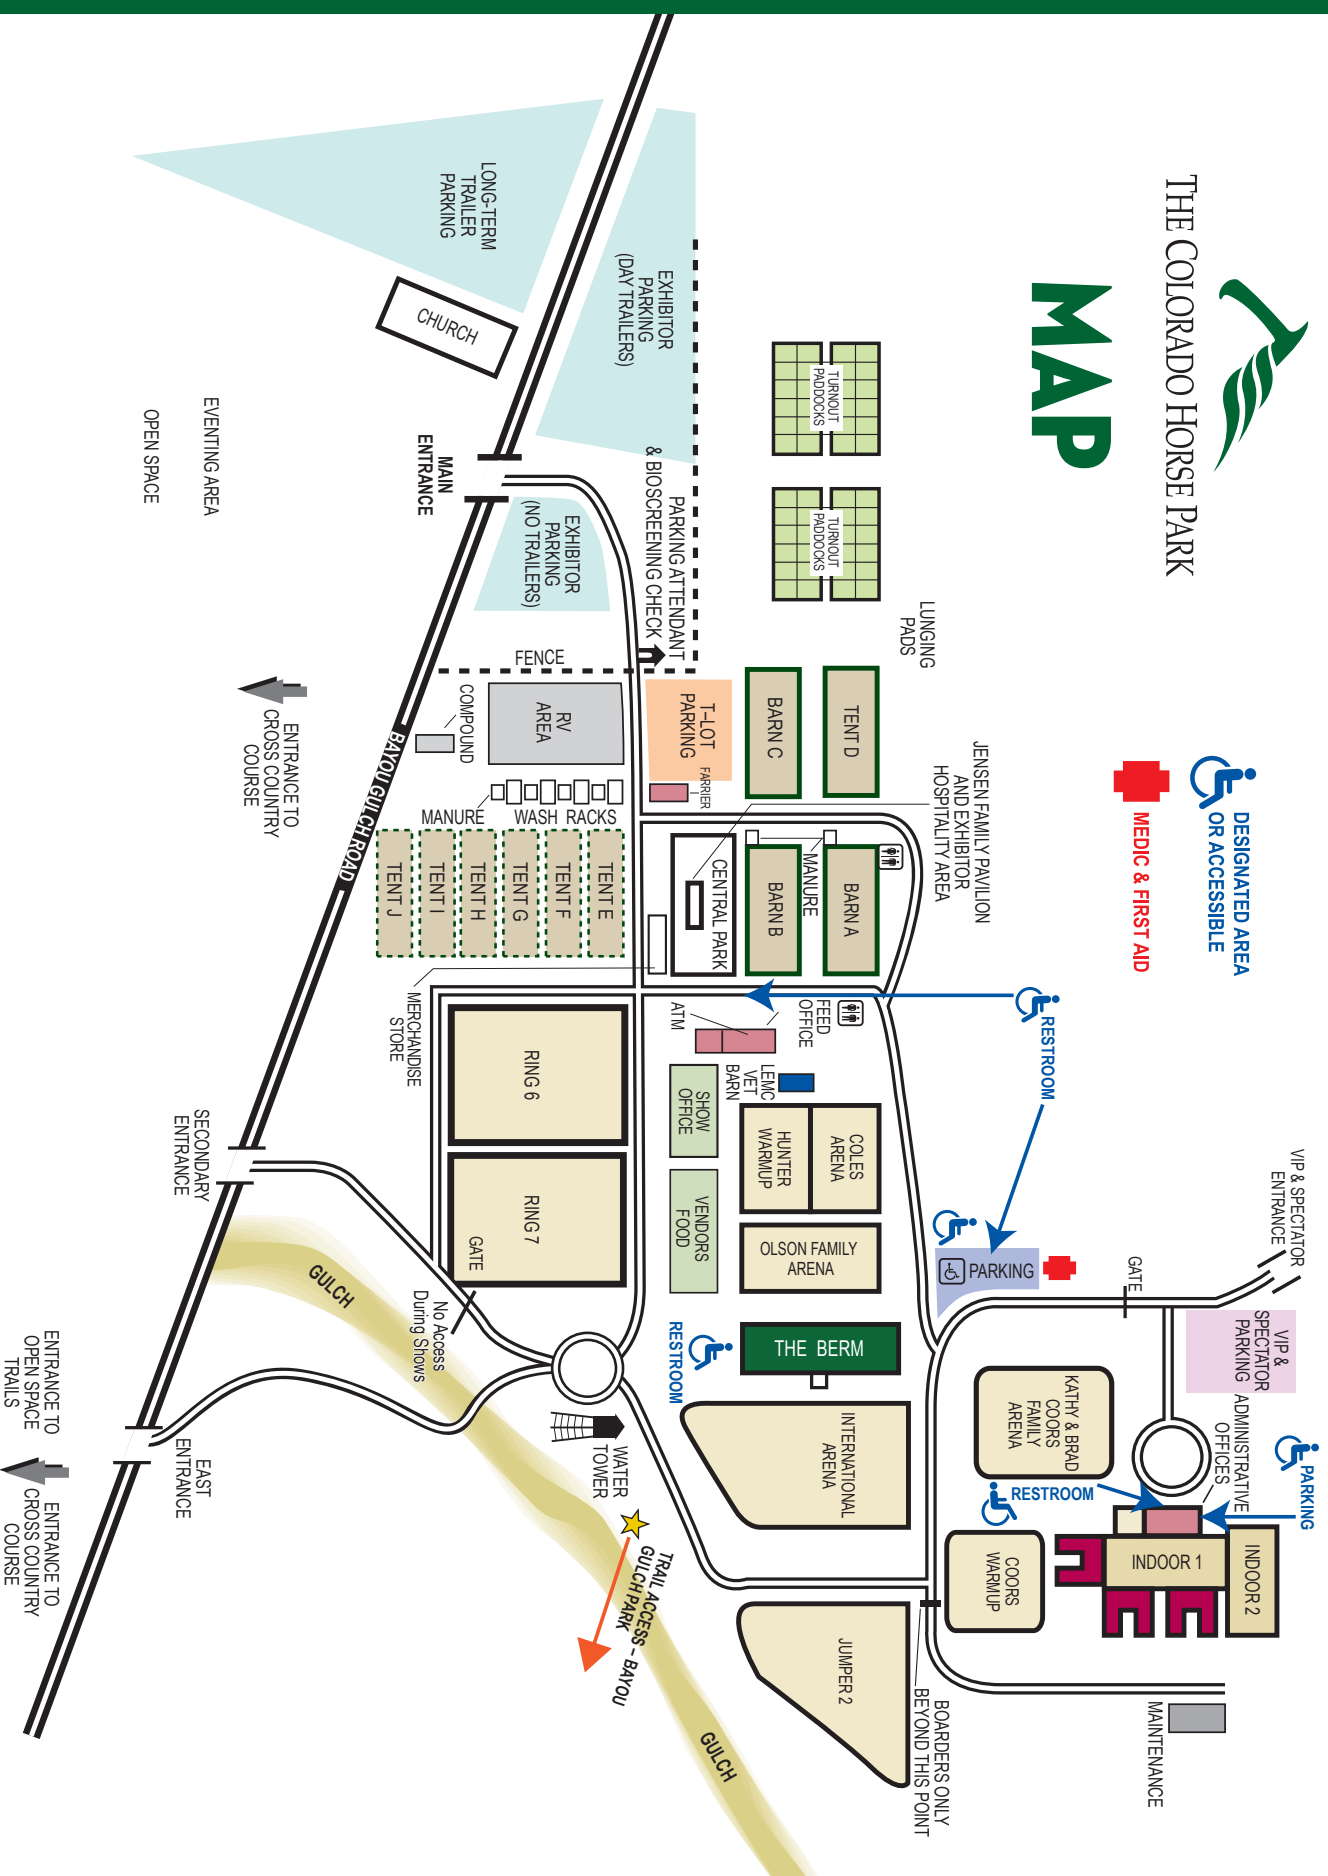 THE COLORADO HORSE PARK
MAP
DESIGNATED AREA
OR ACCESSIBLE
MEDIC & FIRST AID
VIP & SPECTATOR
ENTRANCE
GATE
VIP &
SPECTATOR
PARKING
ADMINISTRATIVE
OFFICES
PARKING
INDOOR 2
INDOOR 1
RESTROOM
KATHY & BRAD
COORS
FAMILY
ARENA
COORS
WARMUP
MAINTENANCE
BOARDERS ONLY
BEYOND THIS POINT
PARKING
RESTROOM
LUNGING
PADS
JENSEN FAMILY PAVILION
AND EXHIBITOR
HOSPITALITY AREA
TURNOUT
PADDOCKS
TURNOUT
PADDOCKS
TENT D
BARN C
BARN A
MANURE
BARN B
CENTRAL PARK
FEED
OFFICE
ATM
LEMC
VET
BARN
COLES
ARENA
HUNTER
WARMUP
OLSON FAMILY
ARENA
THE BERM
RESTROOM
INTERNATIONAL
ARENA
JUMPER 2
SHOW
OFFICE
VENDORS
FOOD
T-LOT
PARKING
FARRIER
PARKING ATTENDANT
& BIOSCREENING CHECK
EXHIBITOR
PARKING
(DAY TRAILERS)
EXHIBITOR
PARKING
(NO TRAILERS)
LONG-TERM
TRAILER
PARKING
CHURCH
MAIN
ENTRANCE
FENCE
RV
AREA
COMPOUND
MANURE
WASH RACKS
TENT E
TENT F
TENT G
TENT H
TENT I
TENT J
MERCHANDISE
STORE
RING 6
RING 7
GATE
No Access
During Shows
WATER
TOWER
TRAIL ACCESS – BAYOU
GULCH PARK
GULCH
GULCH
BAYOU GULCH ROAD
EVENTING AREA
OPEN SPACE
ENTRANCE TO
CROSS COUNTRY
COURSE
SECONDARY
ENTRANCE
EAST
ENTRANCE
ENTRANCE TO
OPEN SPACE
TRAILS
ENTRANCE TO
CROSS COUNTRY
COURSE